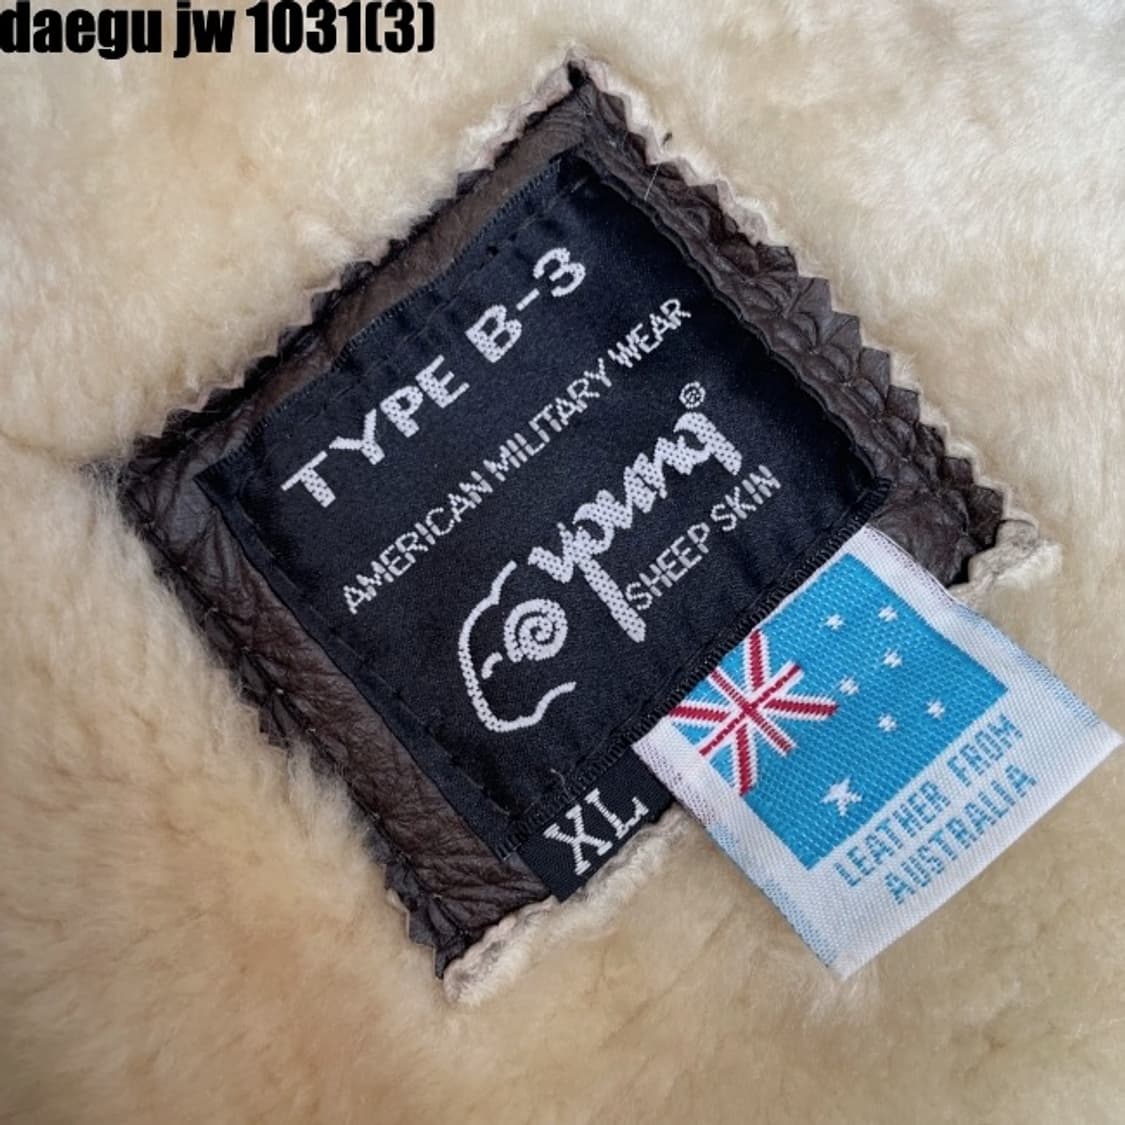 daegu jw 1031(3)
TYPE B-3
AMERICAN MILITARY WEAR
young®
SHEEP SKIN
XL
LEATHER FROM
AUSTRALIA